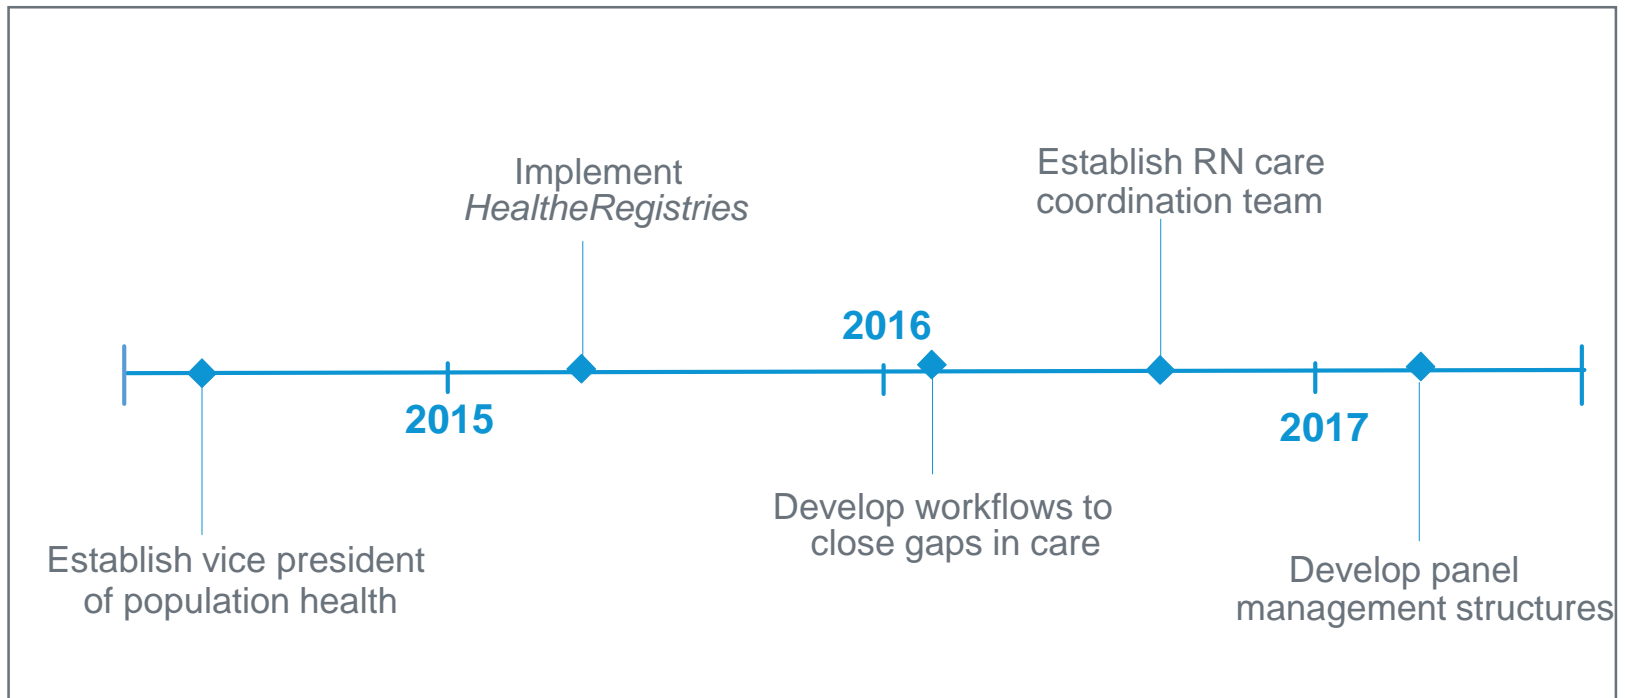 Implement
HealtheRegistries
Establish RN care
coordination team
2016
2015
2017
Develop workflows to
close gaps in care
Establish vice president
of population health
Develop panel
management structures